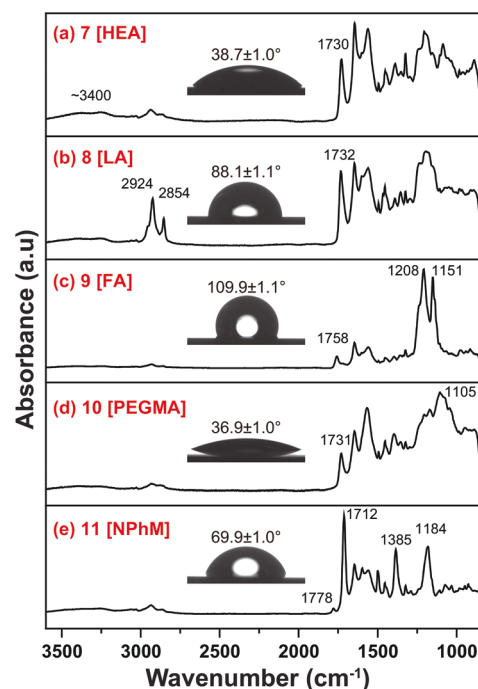 (a) 7 [HEA]
38.7±1.0°
1730
~3400
(b) 8 [LA]
88.1±1.1°
1732
2924
2854
(c) 9 [FA]
109.9±1.1°
1208
1151
1758
(d) 10 [PEGMA]
36.9±1.0°
1105
1731
(e) 11 [NPhM]
69.9±1.0°
1712
1385
1184
1778
3500 3000 2500 2000 1500 1000
Wavenumber (cm⁻¹)
Absorbance (a.u)